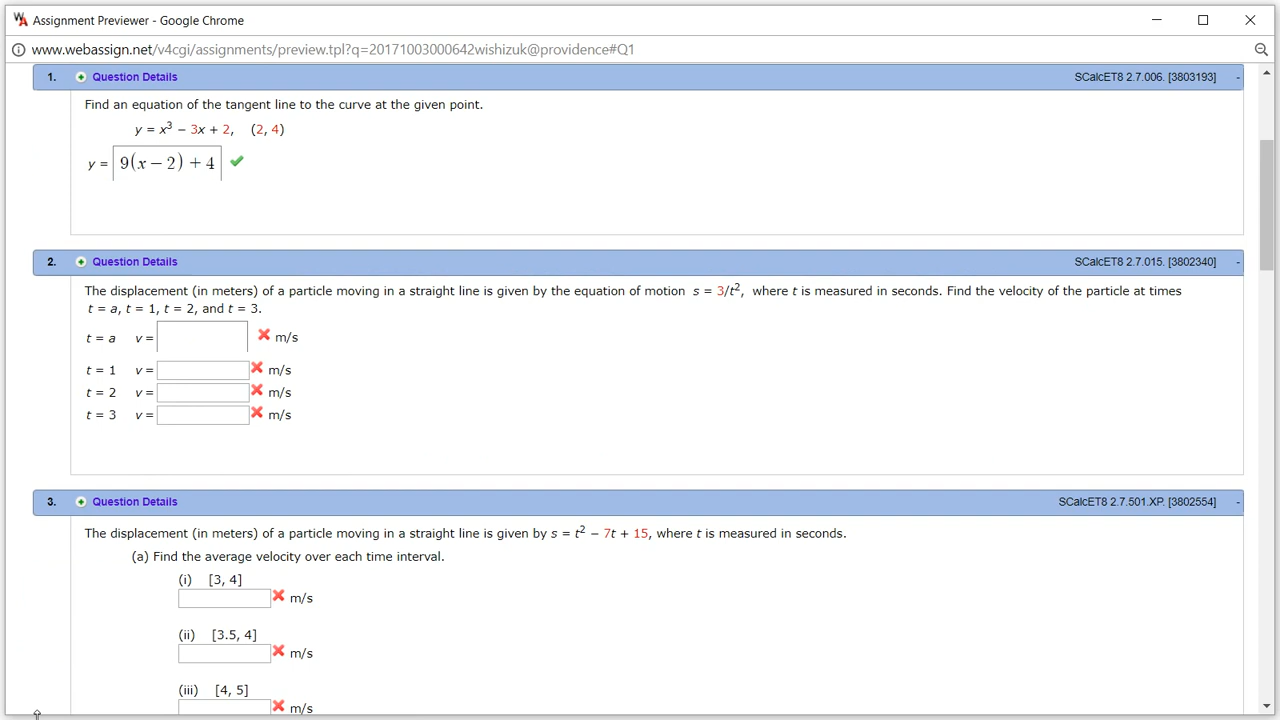 Assignment Previewer - Google Chrome
www.webassign.net/v4cgi/assignments/preview.tpl?q=20171003000642wishizuk@providence#Q1
1. Question Details SCalcET8 2.7.006. [3803193] -
Find an equation of the tangent line to the curve at the given point.
y = x³ − 3x + 2, (2, 4)
y = 9(x − 2) + 4
2. Question Details SCalcET8 2.7.015. [3802340] -
The displacement (in meters) of a particle moving in a straight line is given by the equation of motion s = 3/t², where t is measured in seconds. Find the velocity of the particle at times
t = a, t = 1, t = 2, and t = 3.
t = a v = m/s
t = 1 v = m/s
t = 2 v = m/s
t = 3 v = m/s
3. Question Details SCalcET8 2.7.501.XP. [3802554] -
The displacement (in meters) of a particle moving in a straight line is given by s = t² − 7t + 15, where t is measured in seconds.
(a) Find the average velocity over each time interval.
(i) [3, 4]
m/s
(ii) [3.5, 4]
m/s
(iii) [4, 5]
m/s